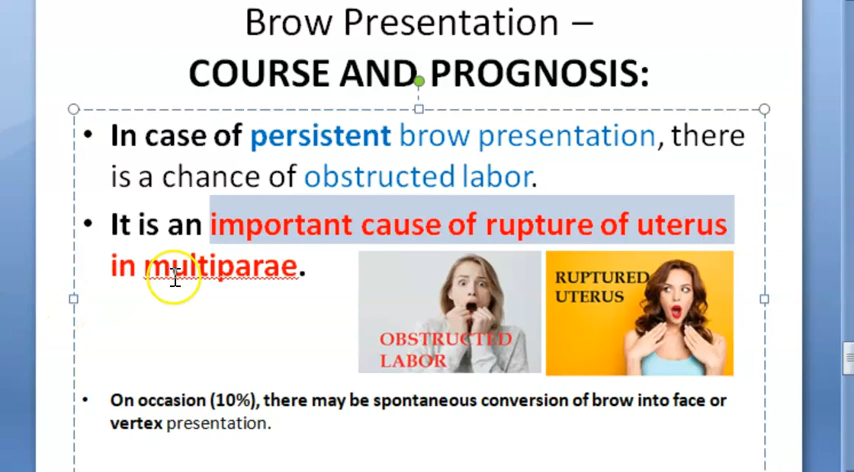 Brow Presentation –
COURSE AND PROGNOSIS:
• In case of persistent brow presentation, there
is a chance of obstructed labor.
• It is an important cause of rupture of uterus
in multiparae.
OBSTRUCTED
LABOR
RUPTURED
UTERUS
• On occasion (10%), there may be spontaneous conversion of brow into face or
vertex presentation.